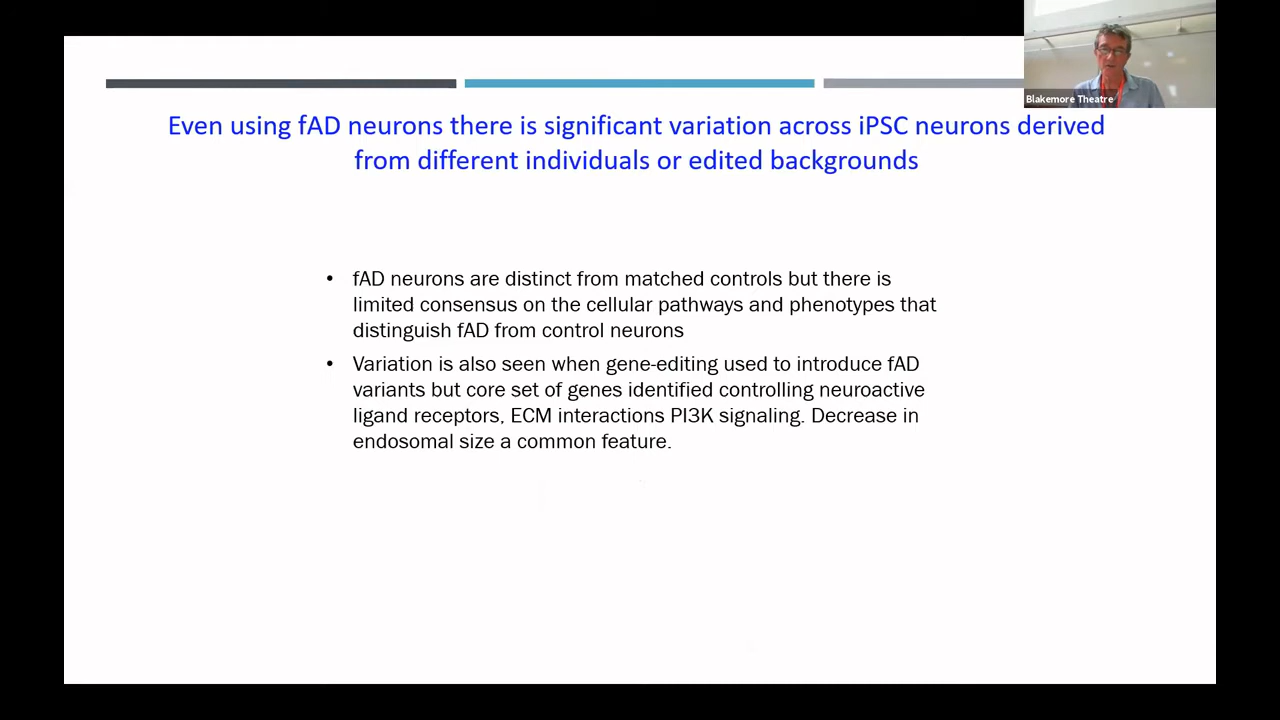 Blakemore Theatre
Even using fAD neurons there is significant variation across iPSC neurons derived
from different individuals or edited backgrounds
• fAD neurons are distinct from matched controls but there is
limited consensus on the cellular pathways and phenotypes that
distinguish fAD from control neurons
• Variation is also seen when gene-editing used to introduce fAD
variants but core set of genes identified controlling neuroactive
ligand receptors, ECM interactions PI3K signaling. Decrease in
endosomal size a common feature.